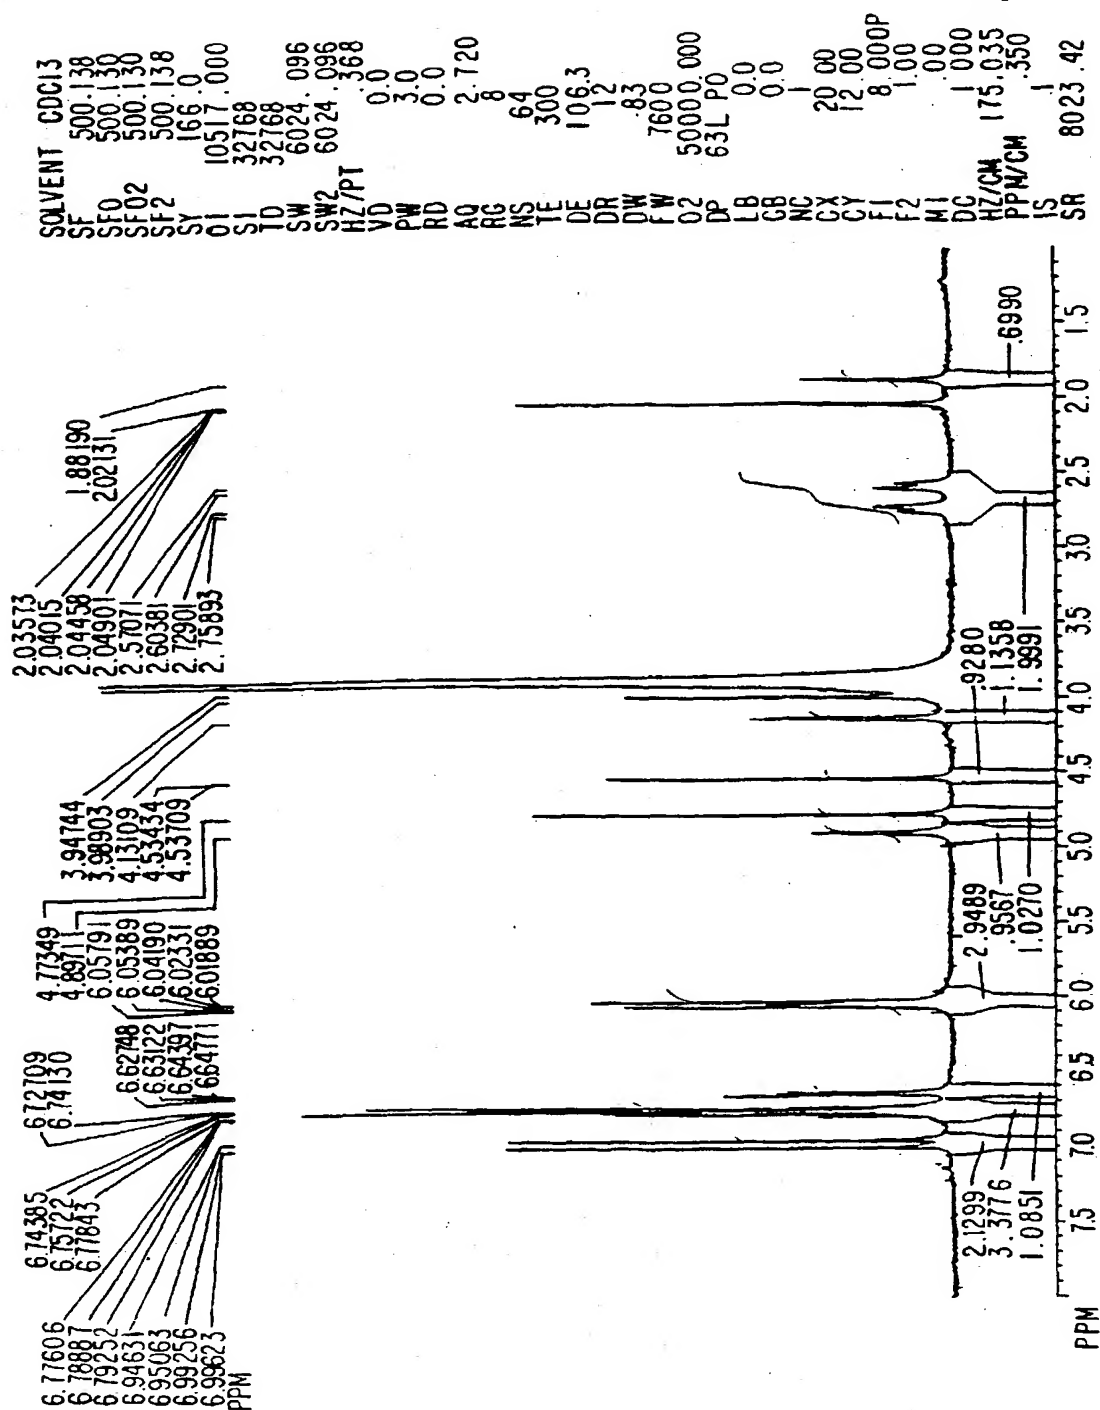 SOLVENT CDCl3
SF 500.138
SFO 500.130
SFO2 500.130
SF2 500.138
SY 166.0
O1 10517.000
SI 32768
TD 32768
SW 6024.096
SW2 6024.096
HZ/PT .368
VD 0.0
PW 3.0
RD 0.0
AQ 2.720
RG 8
NS 64
TE 300
DE 106.3
DR 12
DW 83
FW 7600
O2 50000.000
DP 63L PO
LB 0.0
GB 0.0
NC 1
CX 20.00
CY 12.00
F1 8.000P
F2 1.00
MI .00
DC 1.000
HZ/CM 175.035
PPM/CM .350
IS 1
SR 8023.42
6.77606
6.78887
6.79252
6.94631
6.95063
6.99256
6.99623
PPM
6.74385
6.75722
6.77843
6.72709
6.74130
6.62748
6.63122
6.64397
6.64771
4.77349
4.89711
6.05791
6.05389
6.04190
6.02331
6.01889
3.94744
3.98903
4.13109
4.53434
4.53709
2.03573
2.04015
2.04458
2.04901
2.57071
2.60381
2.72901
2.75893
1.88190
2.02131
2.1299
3.3776
1.0851
2.9489
.9567
1.0270
.9280
1.1358
1.9991
.6990
PPM 7.5 7.0 6.5 6.0 5.5 5.0 4.5 4.0 3.5 3.0 2.5 2.0 1.5